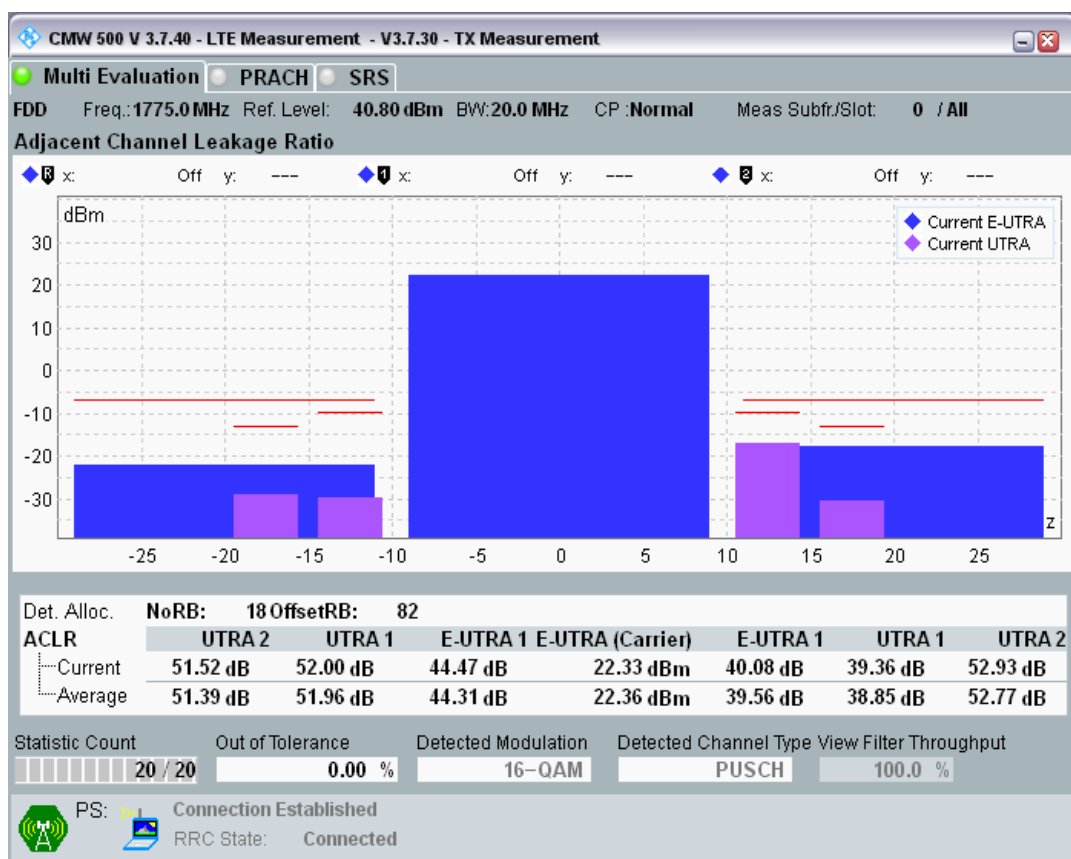 CMW 500 V 3.7.40 - LTE Measurement - V3.7.30 - TX Measurement
Multi Evaluation PRACH SRS
FDD Freq.: 1775.0 MHz Ref. Level: 40.80 dBm BW: 20.0 MHz CP : Normal Meas Subfr./Slot: 0 / All
Adjacent Channel Leakage Ratio
R x: Off y: --- 1 x: Off y: --- 2 x: Off y: ---
dBm
Current E-UTRA
Current UTRA
30
20
10
0
-10
-20
-30
z
-25 -20 -15 -10 -5 0 5 10 15 20 25
Det. Alloc. NoRB: 18 OffsetRB: 82
ACLR UTRA 2 UTRA 1 E-UTRA 1 E-UTRA (Carrier) E-UTRA 1 UTRA 1 UTRA 2
Current 51.52 dB 52.00 dB 44.47 dB 22.33 dBm 40.08 dB 39.36 dB 52.93 dB
Average 51.39 dB 51.96 dB 44.31 dB 22.36 dBm 39.56 dB 38.85 dB 52.77 dB
Statistic Count Out of Tolerance Detected Modulation Detected Channel Type View Filter Throughput
20 / 20 0.00 % 16-QAM PUSCH 100.0 %
PS: Connection Established
RRC State: Connected